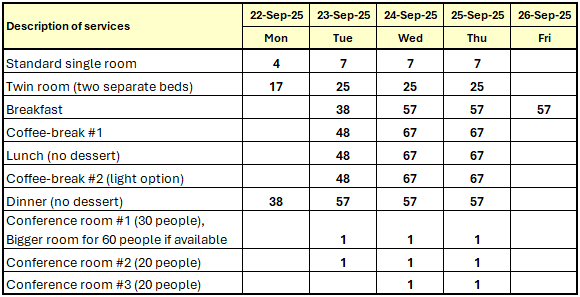 Description of services 22-Sep-25 23-Sep-25 24-Sep-25 25-Sep-25 26-Sep-25
Mon Tue Wed Thu Fri
Standard single room 4 7 7 7
Twin room (two separate beds) 17 25 25 25
Breakfast 38 57 57 57
Coffee-break #1 48 67 67
Lunch (no dessert) 48 67 67
Coffee-break #2 (light option) 48 67 67
Dinner (no dessert) 38 57 57 57
Conference room #1 (30 people),
Bigger room for 60 people if available 1 1 1
Conference room #2 (20 people) 1 1 1
Conference room #3 (20 people) 1 1